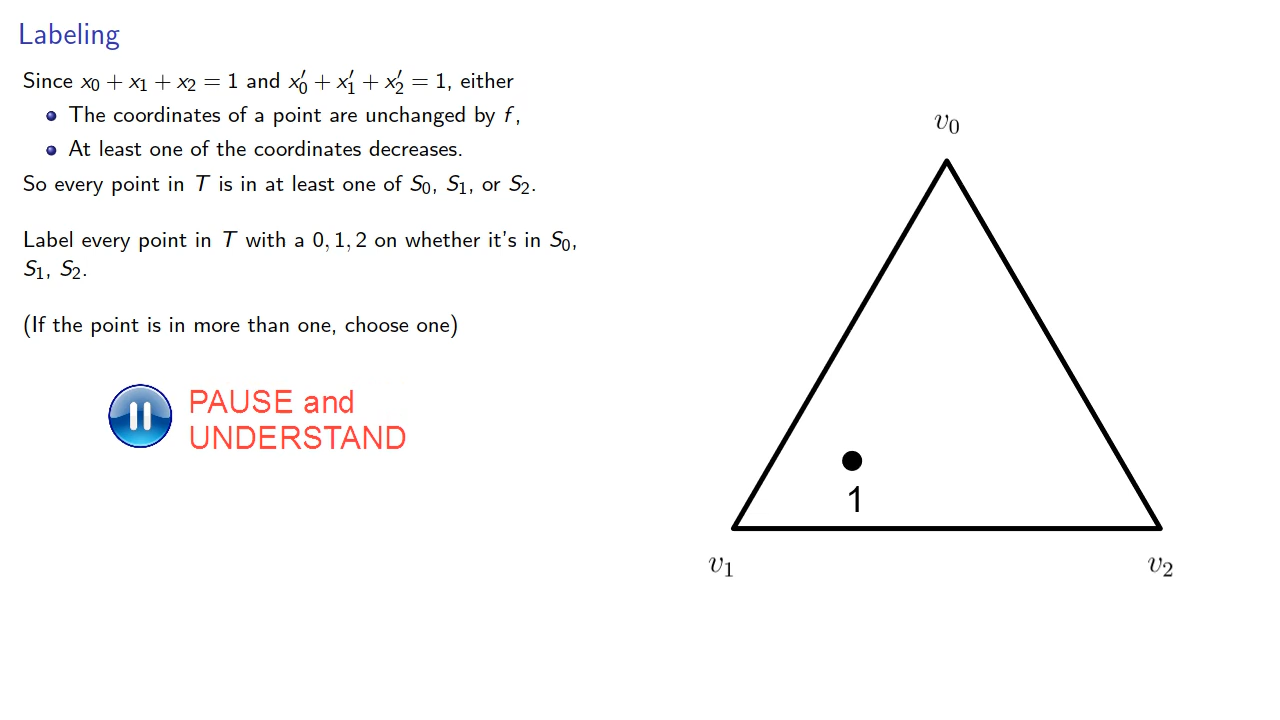 Labeling
Since x₀ + x₁ + x₂ = 1 and x₀′ + x₁′ + x₂′ = 1, either
The coordinates of a point are unchanged by f,
At least one of the coordinates decreases.
So every point in T is in at least one of S₀, S₁, or S₂.
Label every point in T with a 0, 1, 2 on whether it's in S₀,
S₁, S₂.
(If the point is in more than one, choose one)
PAUSE and
UNDERSTAND
v₀
1
v₁
v₂